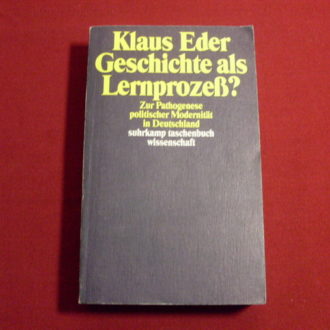 Klaus Eder
Geschichte als
Lernprozeß?
Zur Pathogenese
politischer Modernität
in Deutschland
suhrkamp taschenbuch
wissenschaft